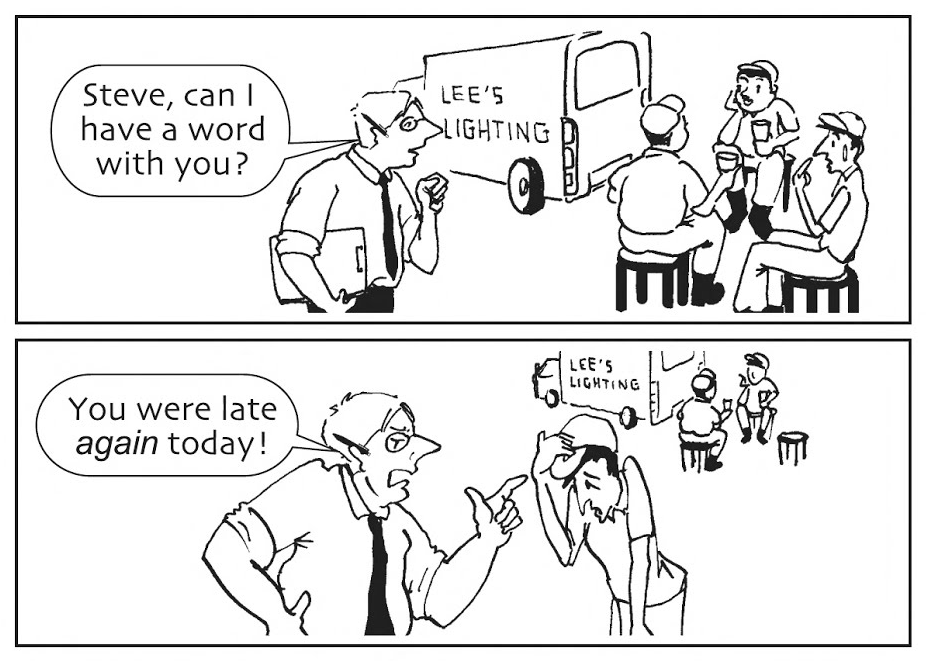 Steve, can I
have a word
with you?
LEE'S
LIGHTING
You were late
again today!
LEE'S
LIGHTING